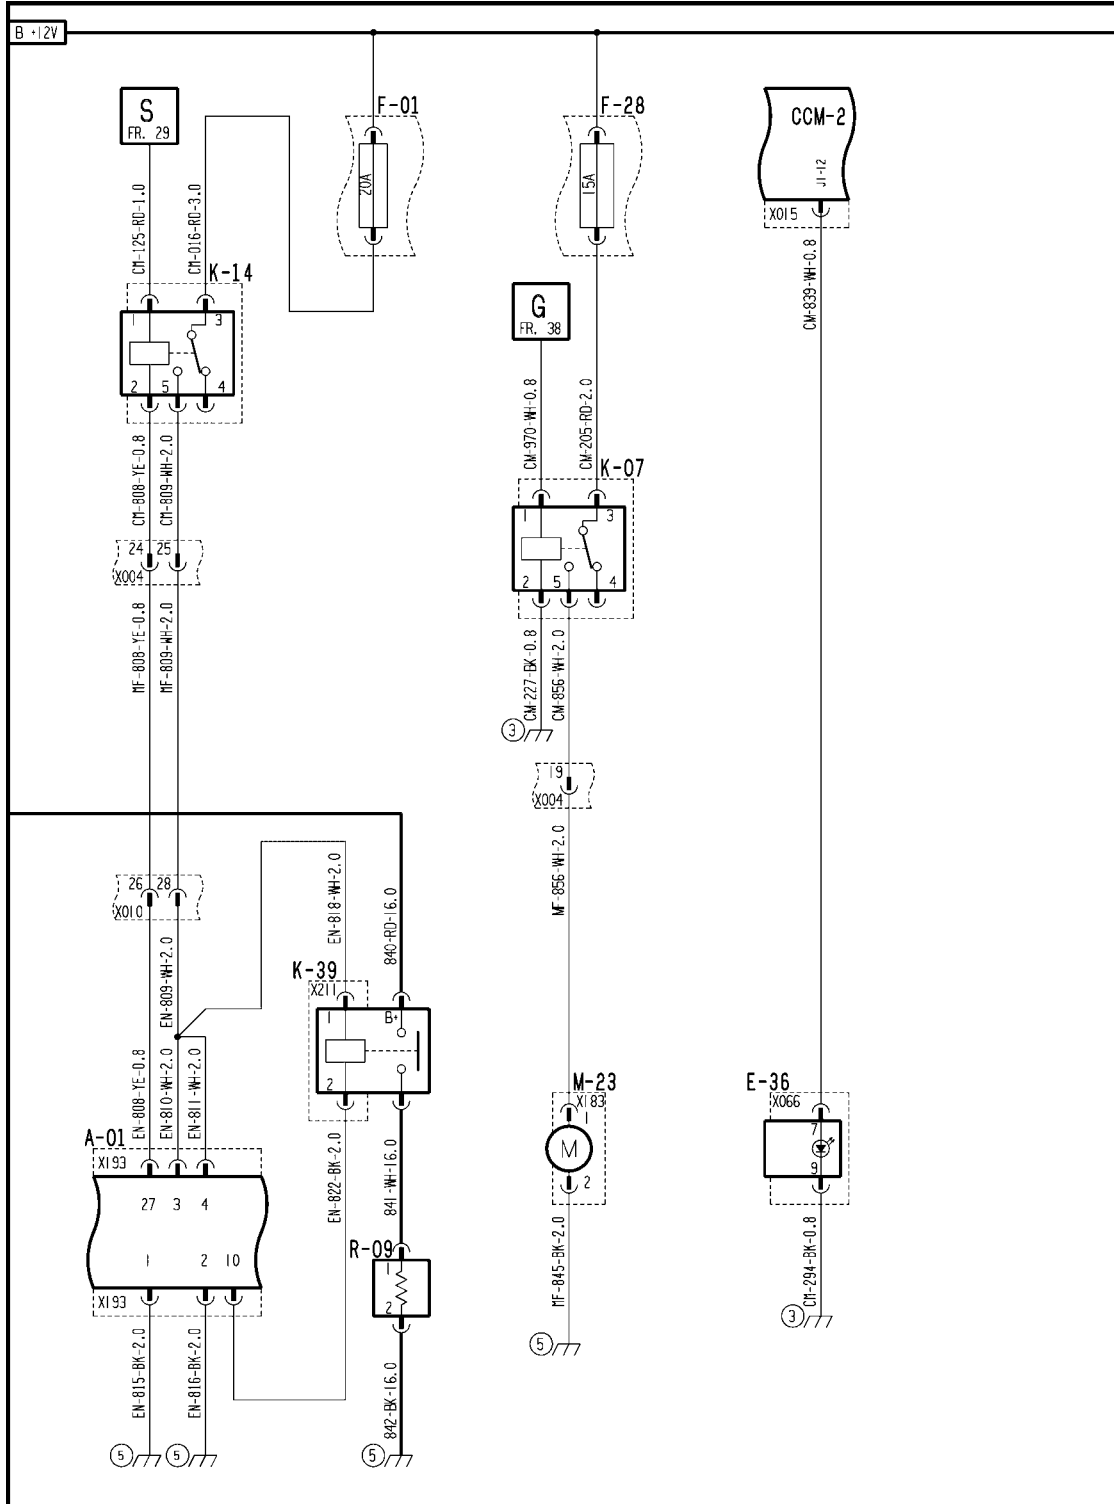 B +12V
F-01
F-28
S
FR. 29
CCM-2
20A
15A
J1-12
X015
CM-125-RD-1.0
CM-016-RD-3.0
CM-839-WH-0.8
K-14
G
FR. 38
1
3
2
5
4
CM-970-WH-0.8
CM-205-RD-2.0
CM-808-YE-0.8
CM-809-WH-2.0
K-07
1
3
24
25
X004
2
5
4
MF-808-YE-0.8
MF-809-WH-2.0
CM-227-BK-0.8
CM-856-WH-2.0
3
19
X004
MF-856-WH-2.0
26
28
X010
EN-818-WH-2.0
840-RD-16.0
EN-809-WH-2.0
K-39
X211
1
B+
2
EN-808-YE-0.8
EN-810-WH-2.0
EN-811-WH-2.0
M-23
X183
1
M
2
E-36
X066
7
9
A-01
X193
27
3
4
1
2
10
X193
EN-822-BK-2.0
841-WH-16.0
R-09
1
2
MF-845-BK-2.0
CM-294-BK-0.8
3
5
EN-815-BK-2.0
EN-816-BK-2.0
842-BK-16.0
5
5
5